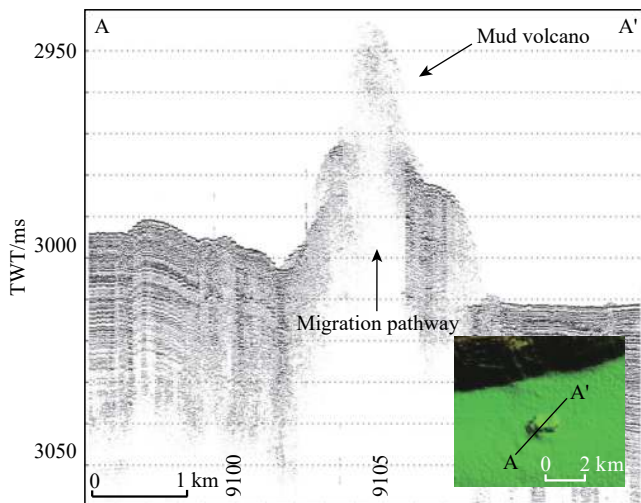 A
A'
2950
Mud volcano
TWT/ms
3000
Migration pathway
A'
A
0 2 km
3050
0 1 km
9100
9105